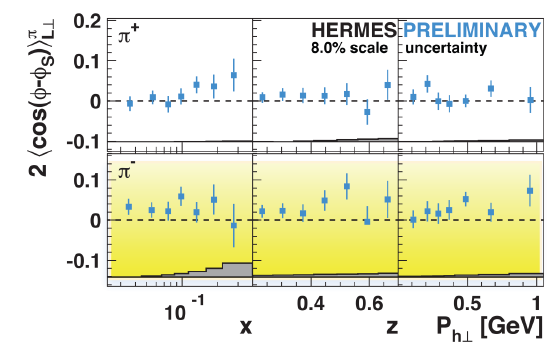 2 ⟨cos(ϕ-ϕS)⟩πL⊥
0.2
0.1
0
-0.1
π+
HERMES PRELIMINARY
8.0% scale uncertainty
0.1
0
-0.1
π-
10-1
0.4
0.6
0.5
1
x
z
Ph⊥ [GeV]